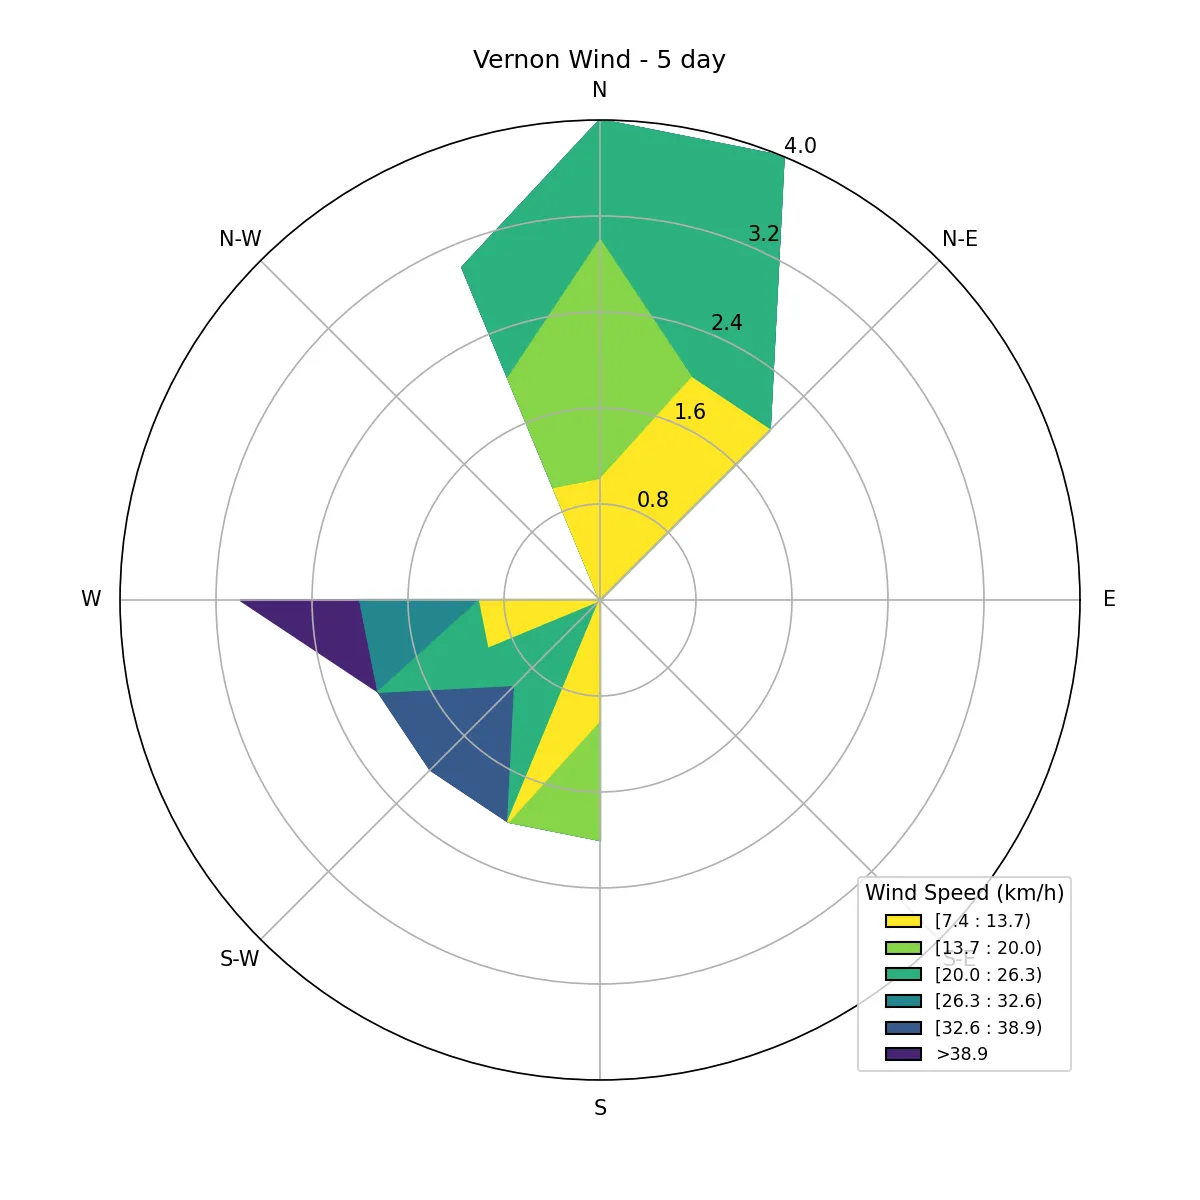 Vernon Wind - 5 day
N
4.0
N-W
3.2
N-E
2.4
1.6
0.8
W
E
Wind Speed (km/h)
[7.4 : 13.7)
[13.7 : 20.0)
S-W
S-E
[20.0 : 26.3)
[26.3 : 32.6)
[32.6 : 38.9)
>38.9
S